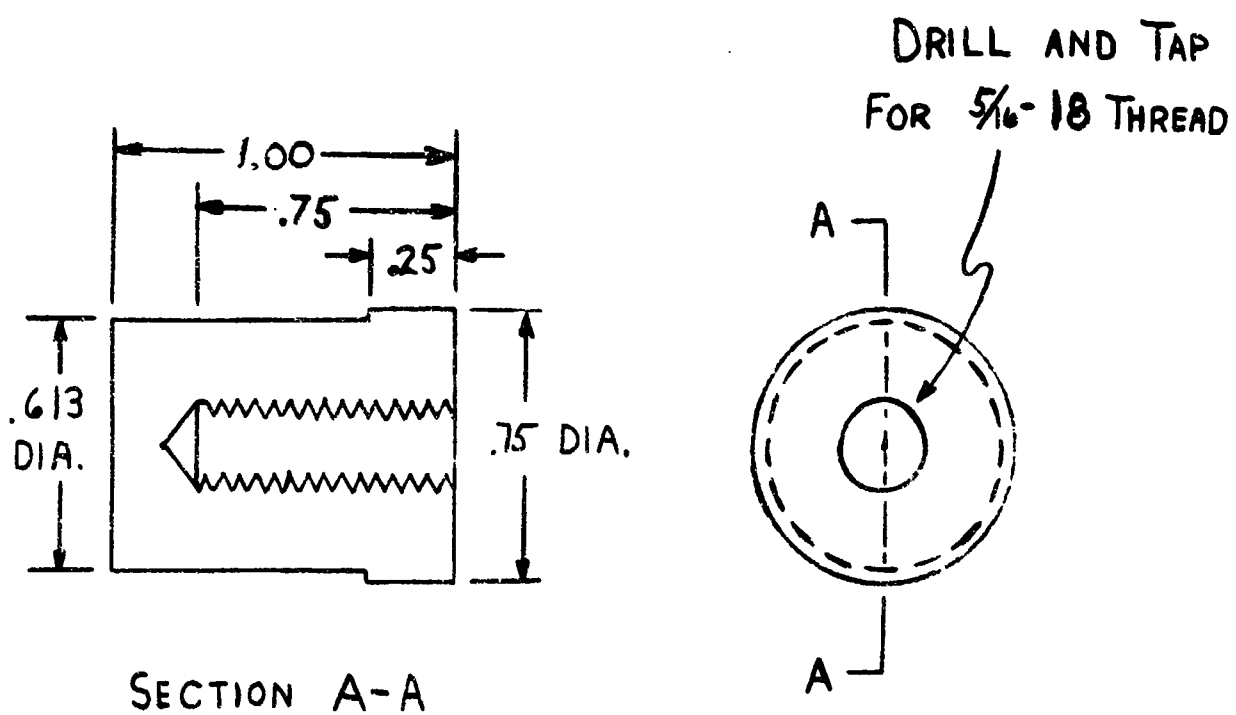 DRILL AND TAP
FOR 5/16-18 THREAD
1.00
.75
.25
.613
DIA.
.75 DIA.
A
A
SECTION A-A